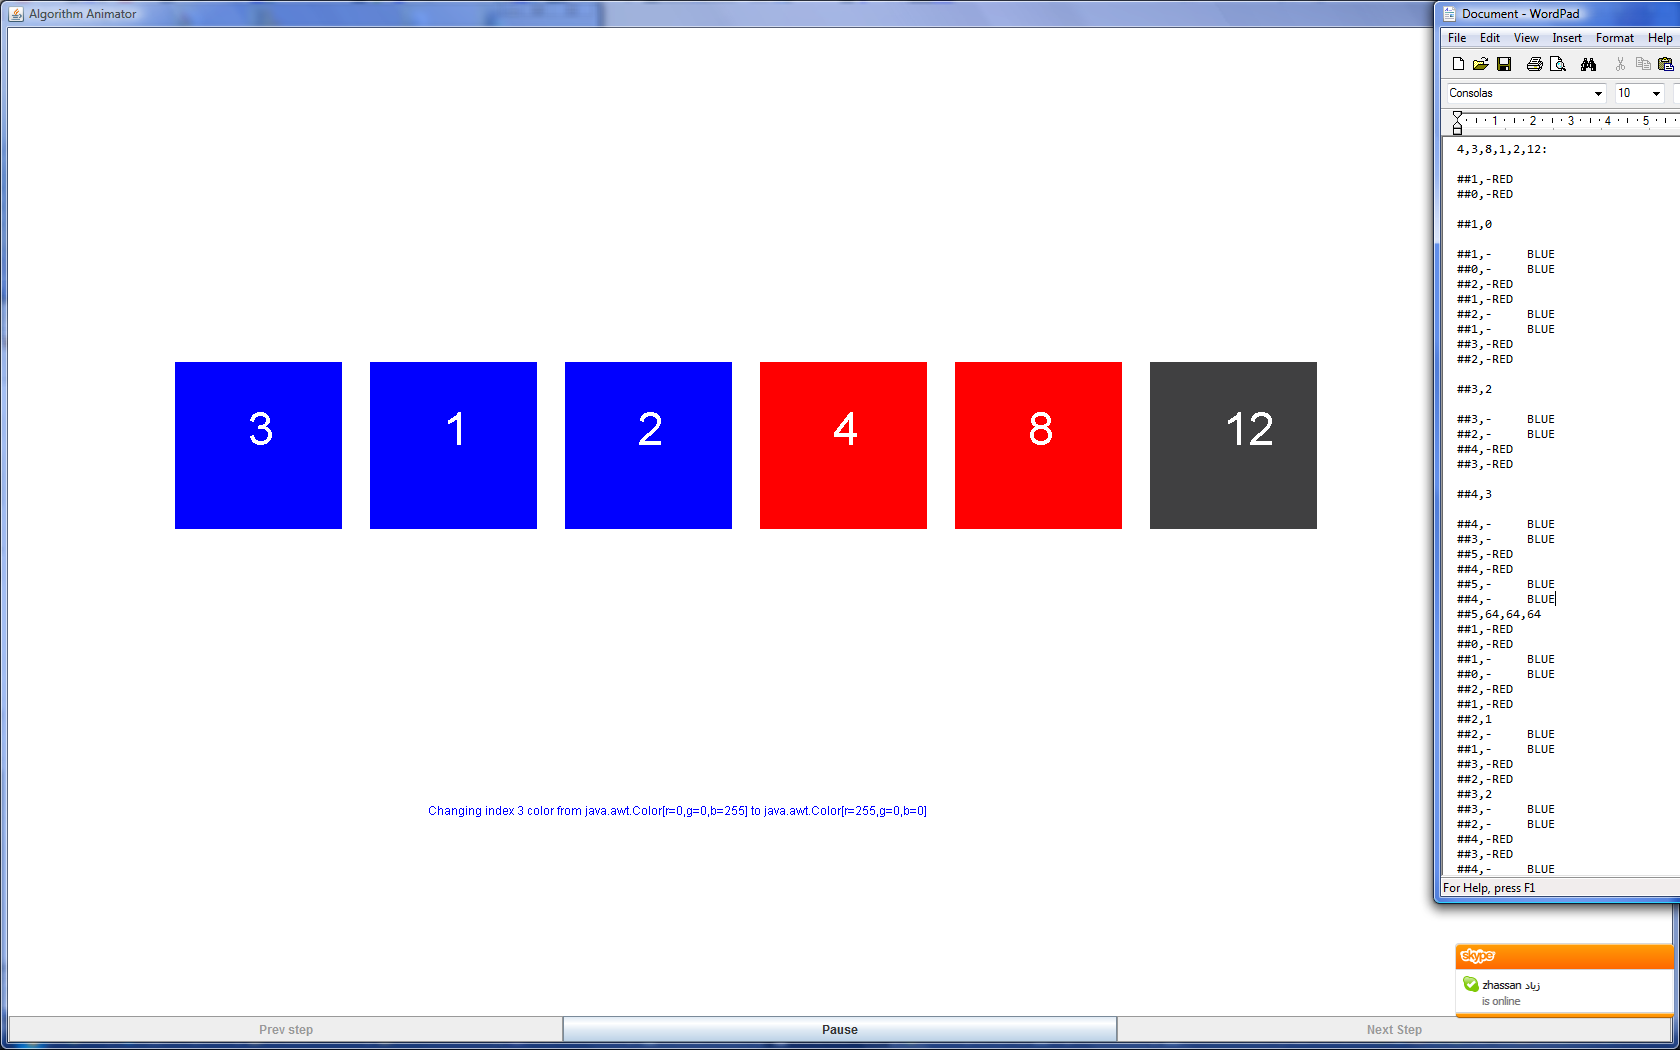 Algorithm Animator
3 1 2 4 8 12
Changing index 3 color from java.awt.Color[r=0,g=0,b=255] to java.awt.Color[r=255,g=0,b=0]
Prev step Pause Next Step
Document - WordPad
File Edit View Insert Format Help
Consolas 10
1 2 3 4 5
4,3,8,1,2,12:
##1,-RED
##0,-RED
##1,0
##1,- BLUE
##0,- BLUE
##2,-RED
##1,-RED
##2,- BLUE
##1,- BLUE
##3,-RED
##2,-RED
##3,2
##3,- BLUE
##2,- BLUE
##4,-RED
##3,-RED
##4,3
##4,- BLUE
##3,- BLUE
##5,-RED
##4,-RED
##5,- BLUE
##4,- BLUE
##5,64,64,64
##1,-RED
##0,-RED
##1,- BLUE
##0,- BLUE
##2,-RED
##1,-RED
##2,1
##2,- BLUE
##1,- BLUE
##3,-RED
##2,-RED
##3,2
##3,- BLUE
##2,- BLUE
##4,-RED
##3,-RED
##4,- BLUE
For Help, press F1
skype
zhassan زياد
is online